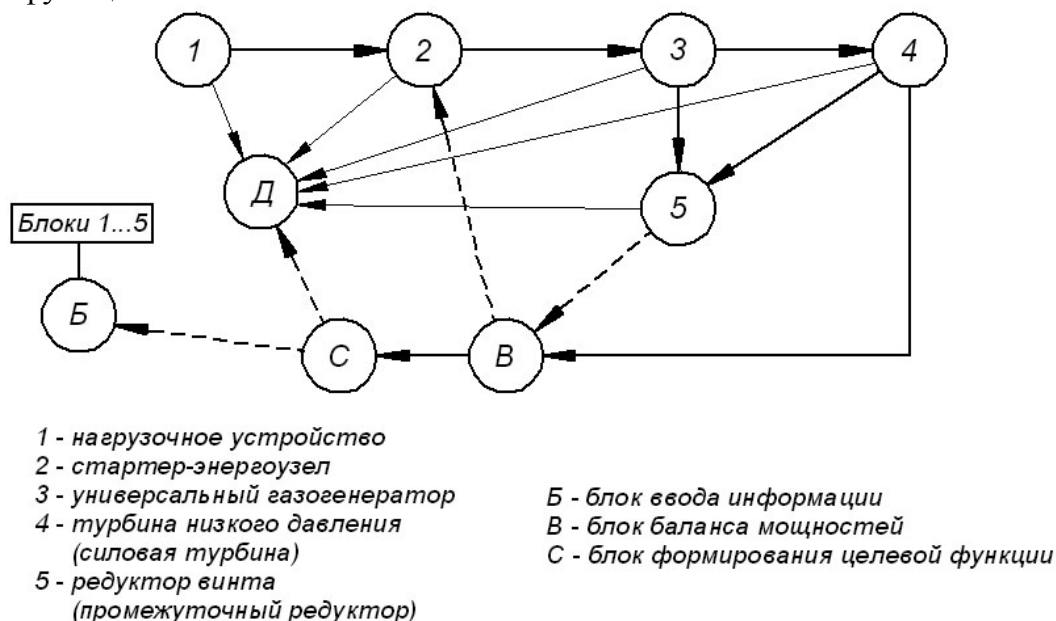 1
2
3
4
Д
5
Блоки 1...5
Б
С
В
1 - нагрузочное устройство
2 - стартер-энергоузел
3 - универсальный газогенератор
4 - турбина низкого давления
(силовая турбина)
5 - редуктор винта
(промежуточный редуктор)
Б - блок ввода информации
В - блок баланса мощностей
С - блок формирования целевой функции